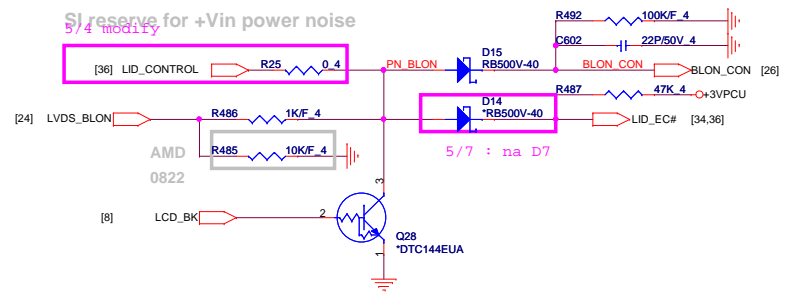 SI reserve for +Vin power noise
5/4 modify
R492 100K/F_4
C602 22P/50V_4
D15
RB500V-40
[36] LID_CONTROL R25 0_4 PN_BLON BLON_CON BLON_CON [26]
R487 47K_4 +3VPCU
D14
*RB500V-40
[24] LVDS_BLON R486 1K/F_4 LID_EC# [34,36]
R485 10K/F_4
AMD
0822
5/7 : na D7
3
[8] LCD_BK 2
Q28
*DTC144EUA
1